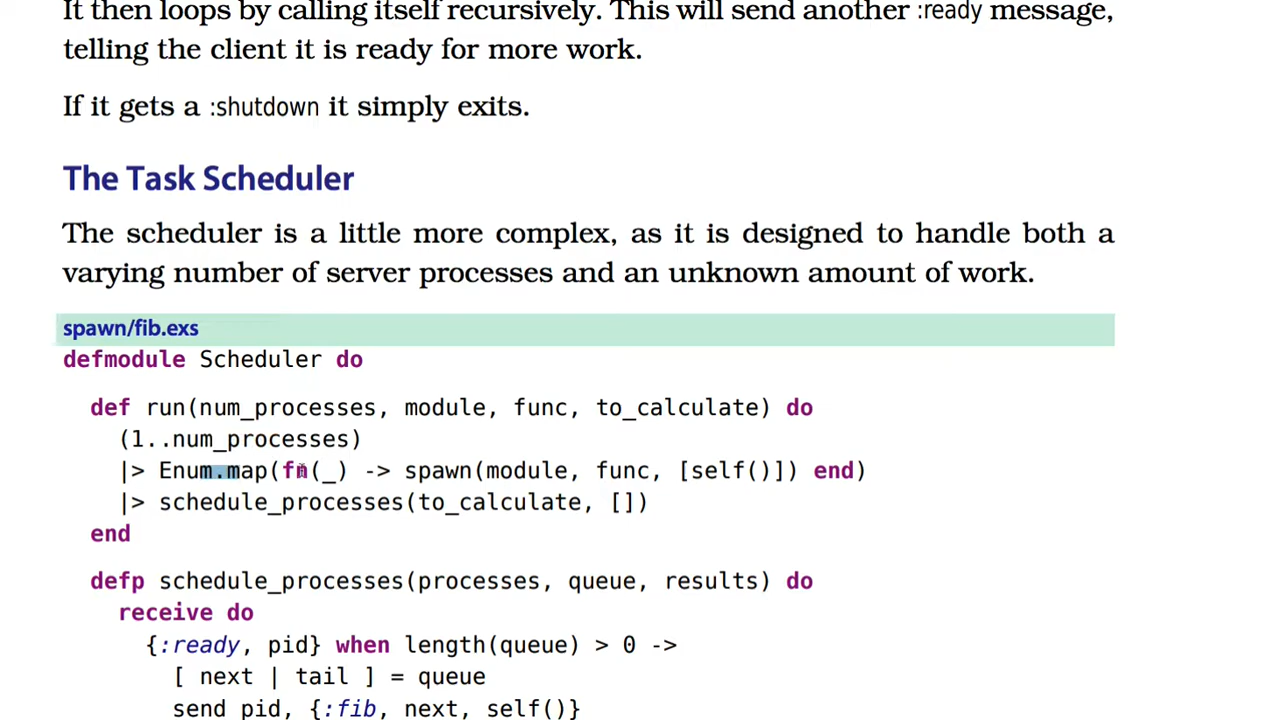 It then loops by calling itself recursively. This will send another :ready message,
telling the client it is ready for more work.
If it gets a :shutdown it simply exits.
The Task Scheduler
The scheduler is a little more complex, as it is designed to handle both a
varying number of server processes and an unknown amount of work.
spawn/fib.exs
defmodule Scheduler do
def run(num_processes, module, func, to_calculate) do
(1..num_processes)
|> Enum.map(fn(_) -> spawn(module, func, [self()]) end)
|> schedule_processes(to_calculate, [])
end
defp schedule_processes(processes, queue, results) do
receive do
{:ready, pid} when length(queue) > 0 ->
[ next | tail ] = queue
send pid, {:fib, next, self()}